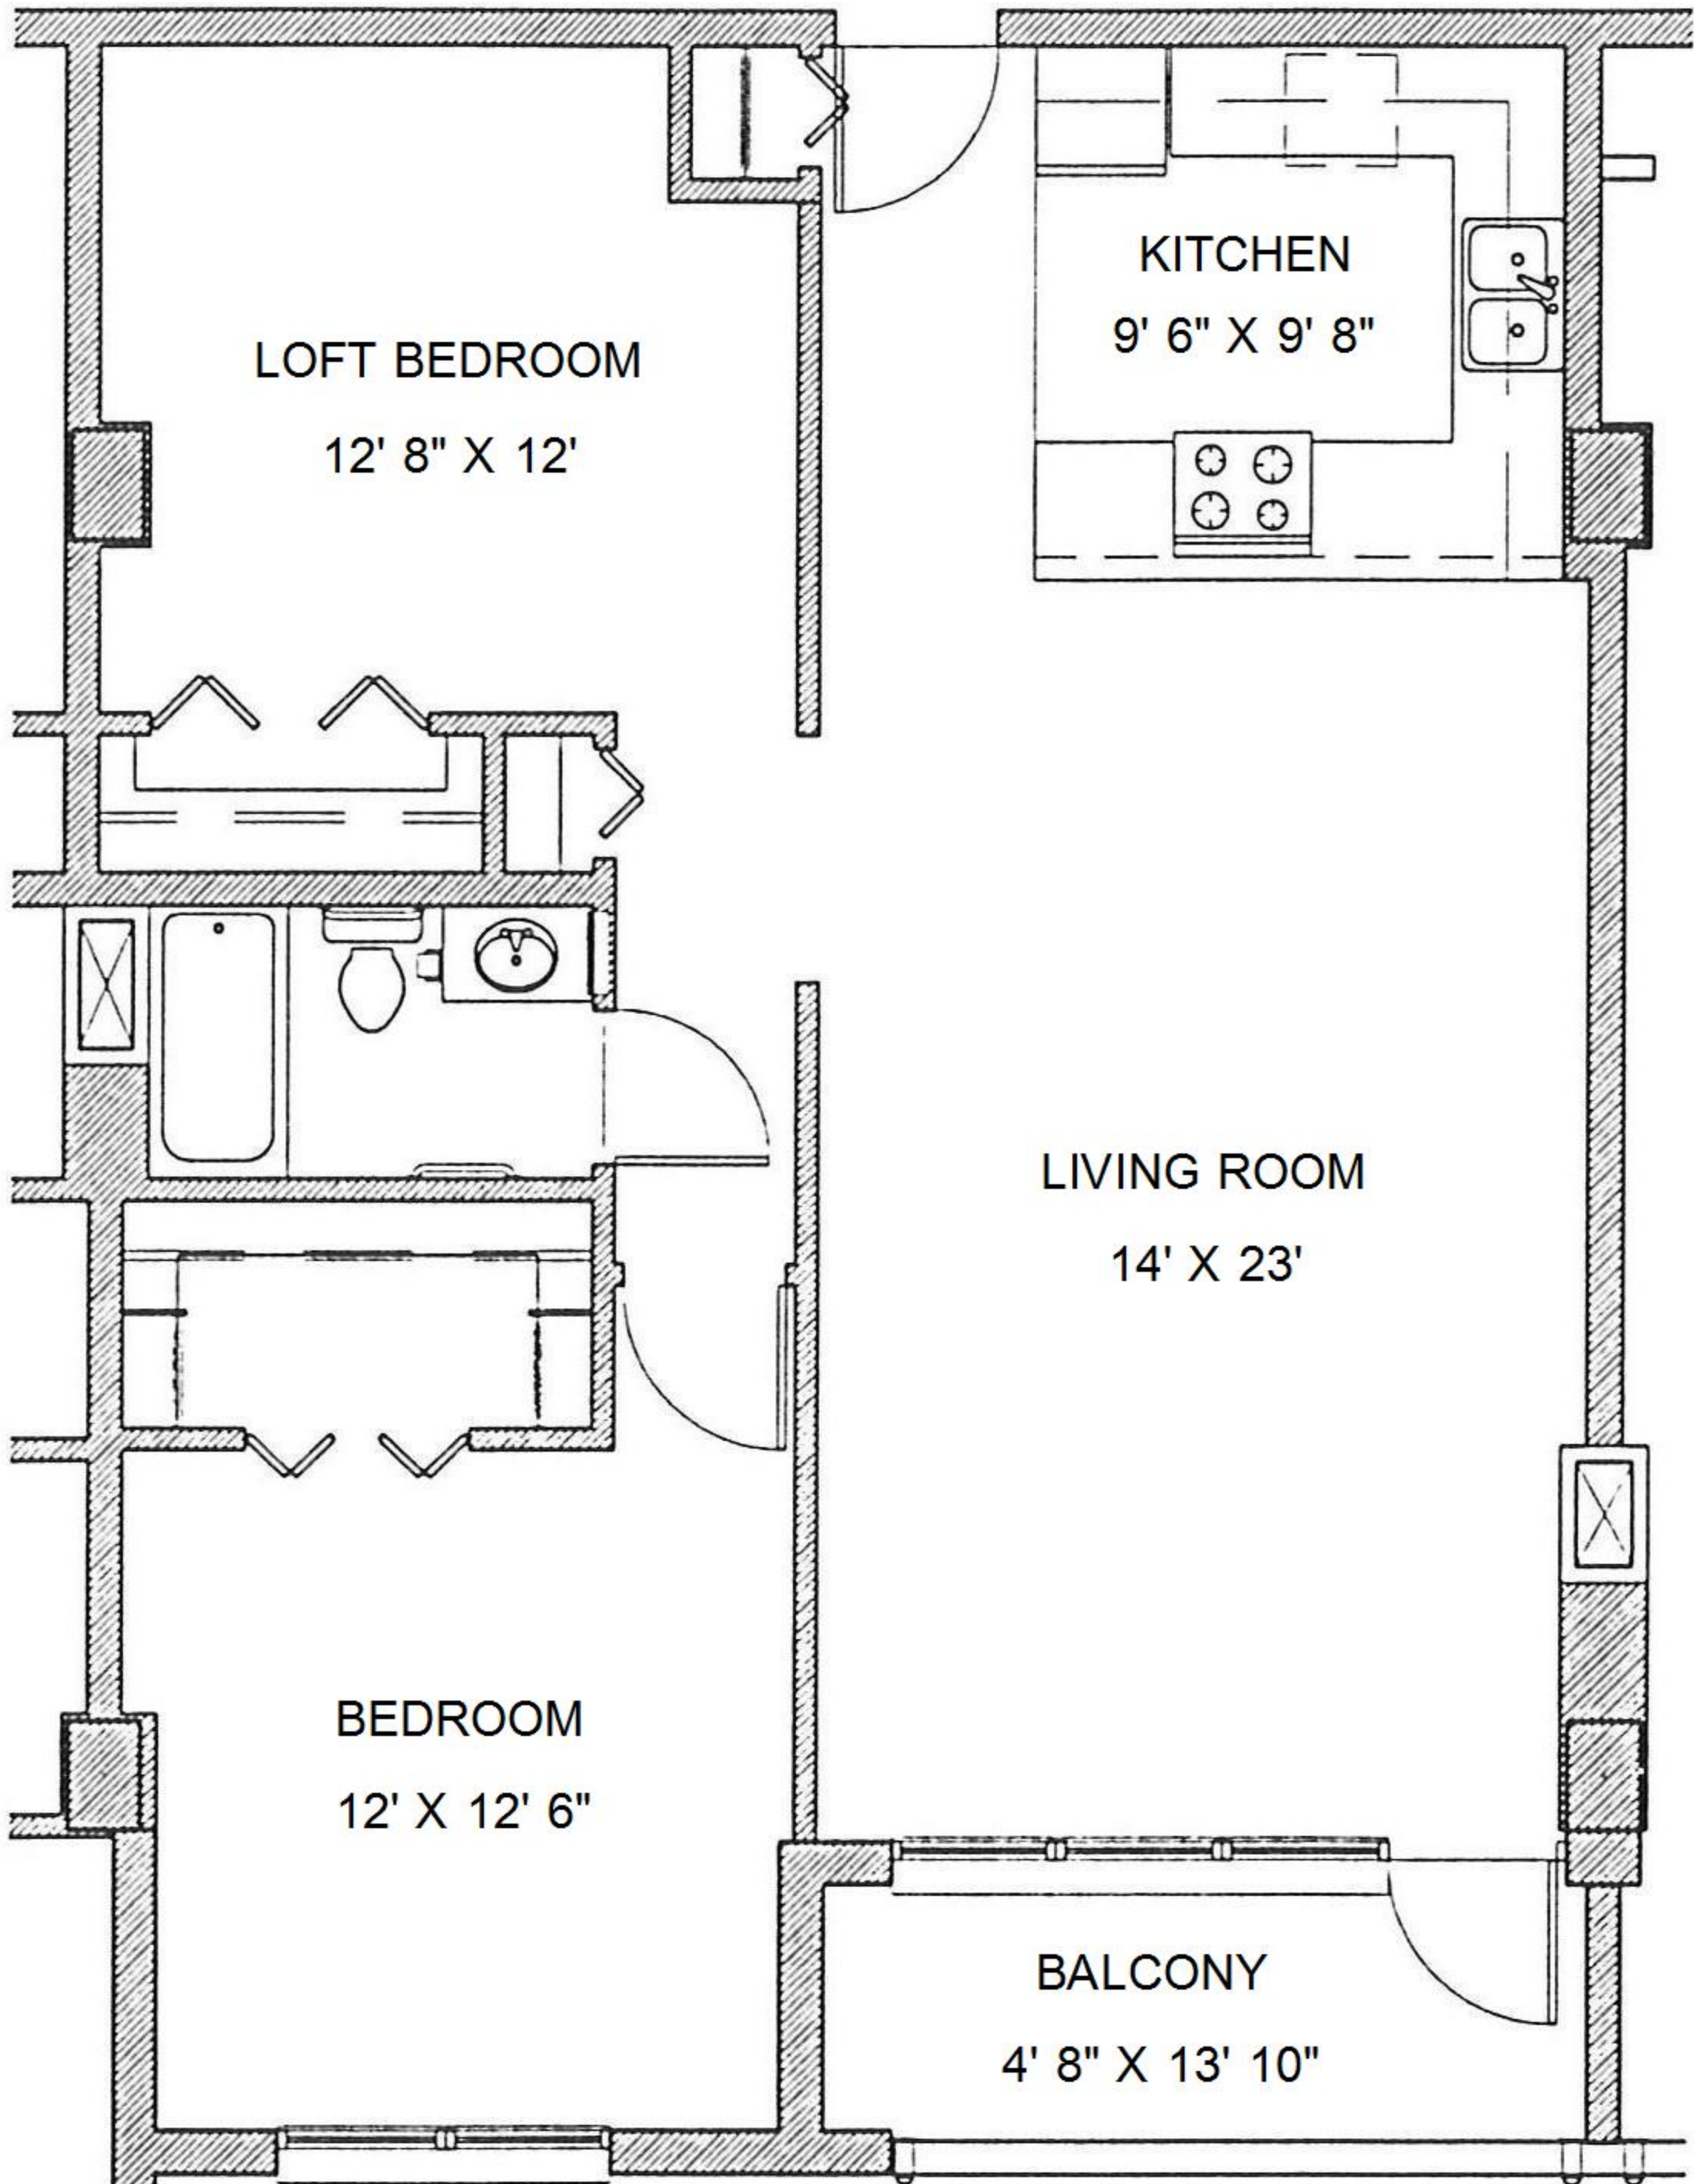 KITCHEN
9' 6" X 9' 8"
LOFT BEDROOM
12' 8" X 12'
LIVING ROOM
14' X 23'
BEDROOM
12' X 12' 6"
BALCONY
4' 8" X 13' 10"